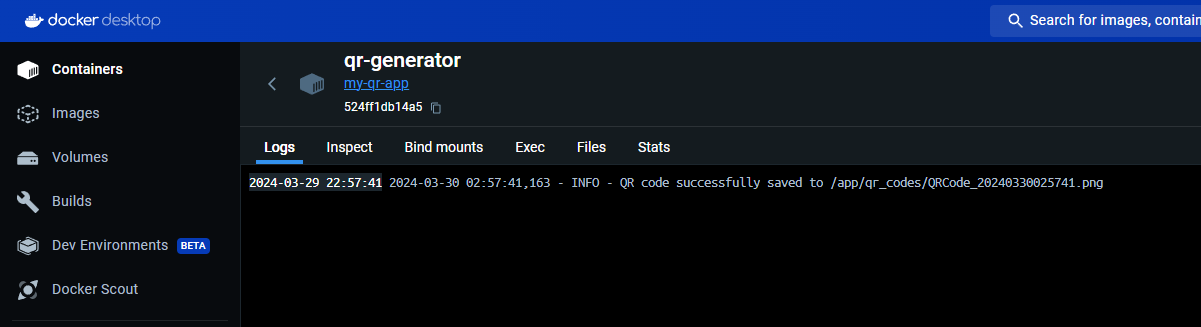 docker desktop
Search for images, contain
Containers
Images
Volumes
Builds
Dev Environments BETA
Docker Scout
qr-generator
my-qr-app
524ff1db14a5
Logs Inspect Bind mounts Exec Files Stats
2024-03-29 22:57:41 2024-03-30 02:57:41,163 - INFO - QR code successfully saved to /app/qr_codes/QRCode_20240330025741.png